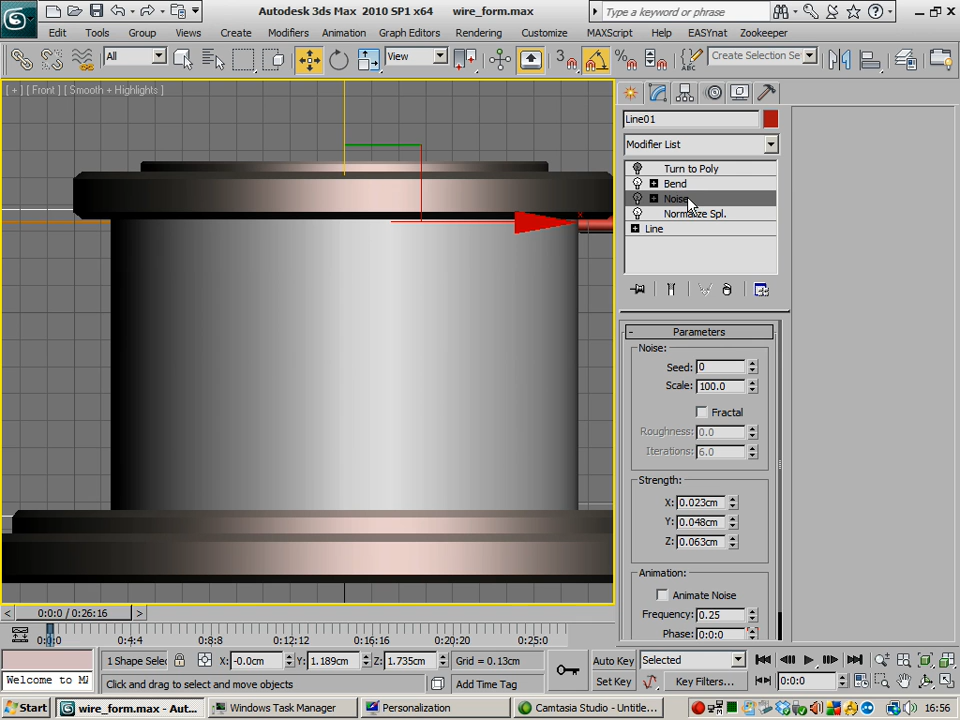 Autodesk 3ds Max 2010 SP1 x64 wire_form.max
Type a keyword or phrase
Edit Tools Group Views Create Modifiers Animation Graph Editors Rendering Customize MAXScript Help EASYnat Zookeeper
All View 3 Create Selection Se
[ + ] [ Front ] [ Smooth + Highlights ]
x
Line01
Modifier List
Turn to Poly
Bend
Noise
Normalize Spl.
Line
Parameters
Noise:
Seed: 0
Scale: 100.0
Fractal
Roughness: 0.0
Iterations: 6.0
Strength:
X: 0.023cm
Y: 0.048cm
Z: 0.063cm
Animation:
Animate Noise
Frequency: 0.25
Phase: 0:0:0
< 0:0:0 / 0:26:16 >
0:0:0 0:4:4 0:8:8 0:12:12 0:16:16 0:20:20 0:25:0
1 Shape Selec X: -0.0cm Y: 1.189cm Z: 1.735cm Grid = 0.13cm Auto Key Selected
Welcome to MA Click and drag to select and move objects Add Time Tag Set Key Key Filters... 0:0:0
Start wire_form.max - Aut... Windows Task Manager Personalization Camtasia Studio - Untitle... 16:56